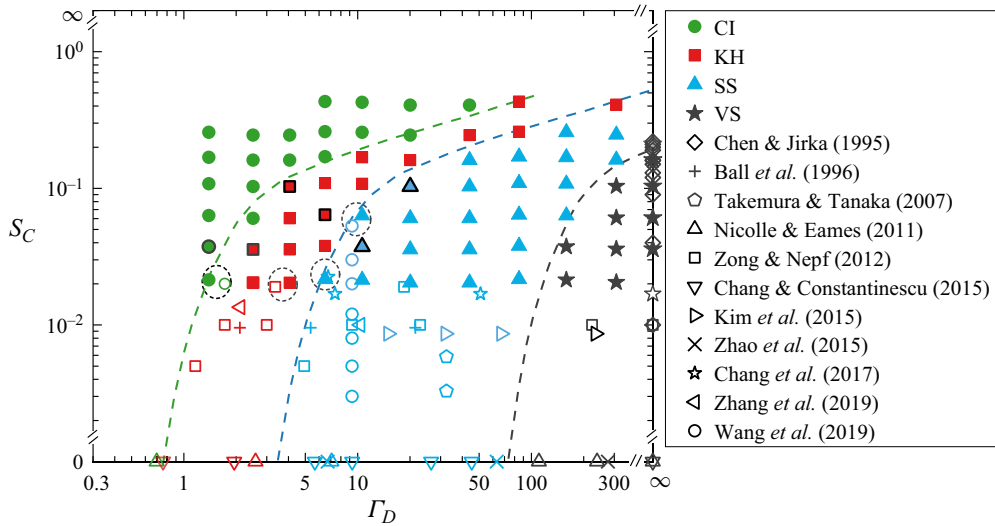 ∞
10^0
10^{-1}
S_C
10^{-2}
0
0.3
1
5
10
50
100
300
∞
Γ_D
CI
KH
SS
VS
Chen & Jirka (1995)
Ball et al. (1996)
Takemura & Tanaka (2007)
Nicolle & Eames (2011)
Zong & Nepf (2012)
Chang & Constantinescu (2015)
Kim et al. (2015)
Zhao et al. (2015)
Chang et al. (2017)
Zhang et al. (2019)
Wang et al. (2019)